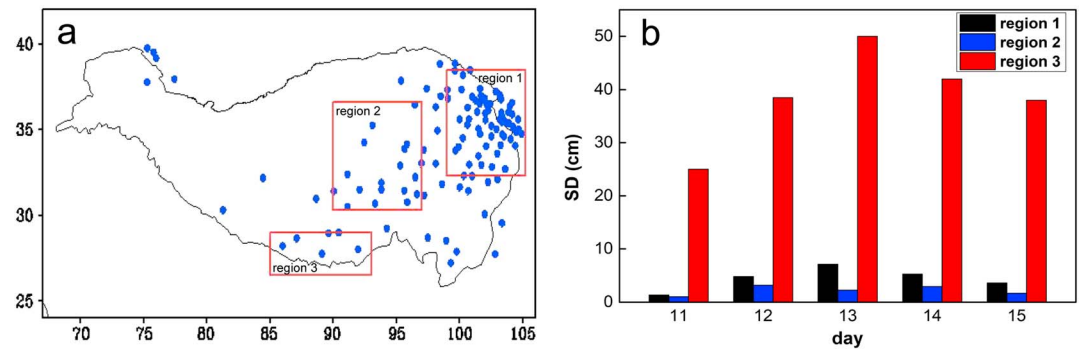 a
40
35
30
25
region 1
region 2
region 3
70 75 80 85 90 95 100 105
b
region 1
region 2
region 3
50
40
30
20
10
0
SD (cm)
11 12 13 14 15
day